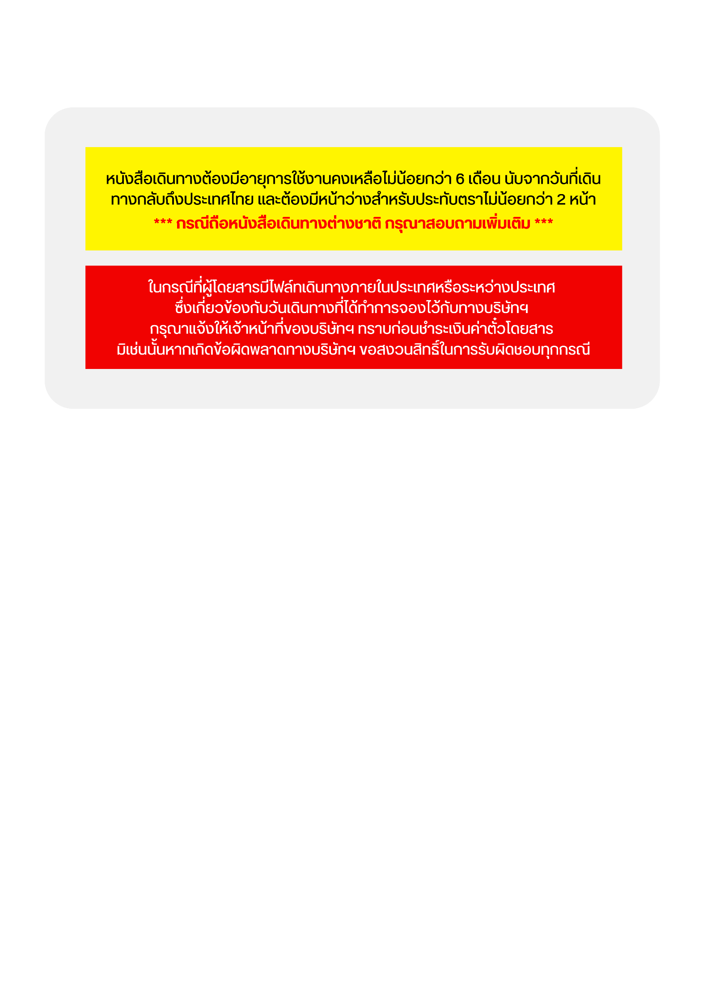 หนังสือเดินทางต้องมีอายุการใช้งานคงเหลือไม่น้อยกว่า 6 เดือน นับจากวันที่เดิน
ทางกลับถึงประเทศไทย และต้องมีหน้าว่างสำหรับประทับตราไม่น้อยกว่า 2 หน้า
*** กรณีถือหนังสือเดินทางต่างชาติ กรุณาสอบถามเพิ่มเติม ***
ในกรณีที่ผู้โดยสารมีไฟล์ทเดินทางภายในประเทศหรือระหว่างประเทศ
ซึ่งเกี่ยวข้องกับวันเดินทางที่ได้ทำการจองไว้กับทางบริษัทฯ
กรุณาแจ้งให้เจ้าหน้าที่ของบริษัทฯ ทราบก่อนชำระเงินค่าตั๋วโดยสาร
มิเช่นนั้นหากเกิดข้อผิดพลาดทางบริษัทฯ ขอสงวนสิทธิ์ในการรับผิดชอบทุกกรณี